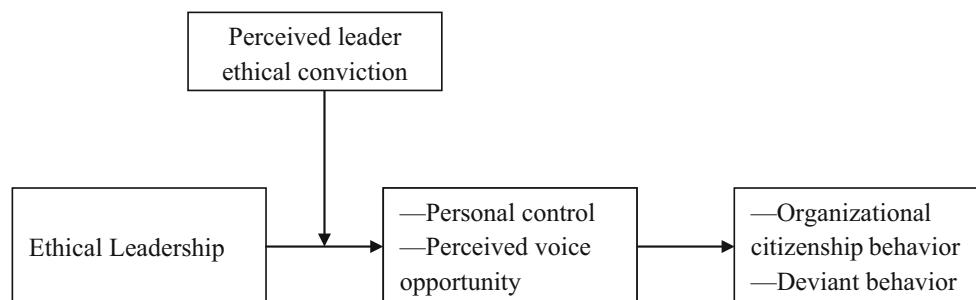 Perceived leader
ethical conviction
Ethical Leadership
—Personal control
—Perceived voice
opportunity
—Organizational
citizenship behavior
—Deviant behavior